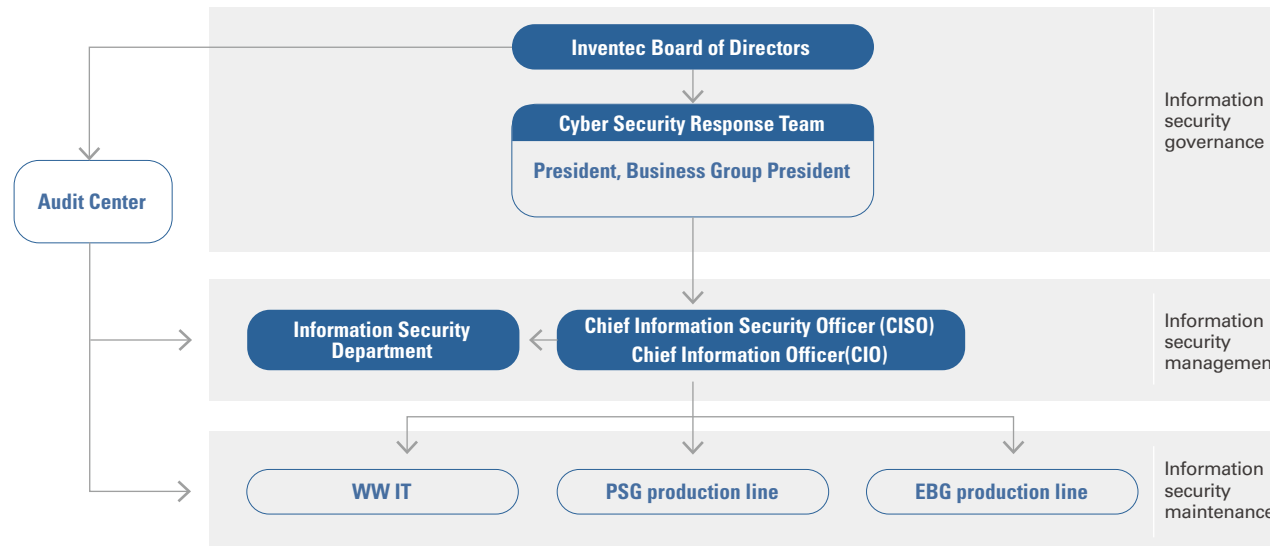 Inventec Board of Directors
Cyber Security Response Team
President, Business Group President
Information
security
governance
Audit Center
Information Security
Department
Chief Information Security Officer (CISO)
Chief Information Officer(CIO)
Information
security
managemen
WW IT
PSG production line
EBG production line
Information
security
maintenance